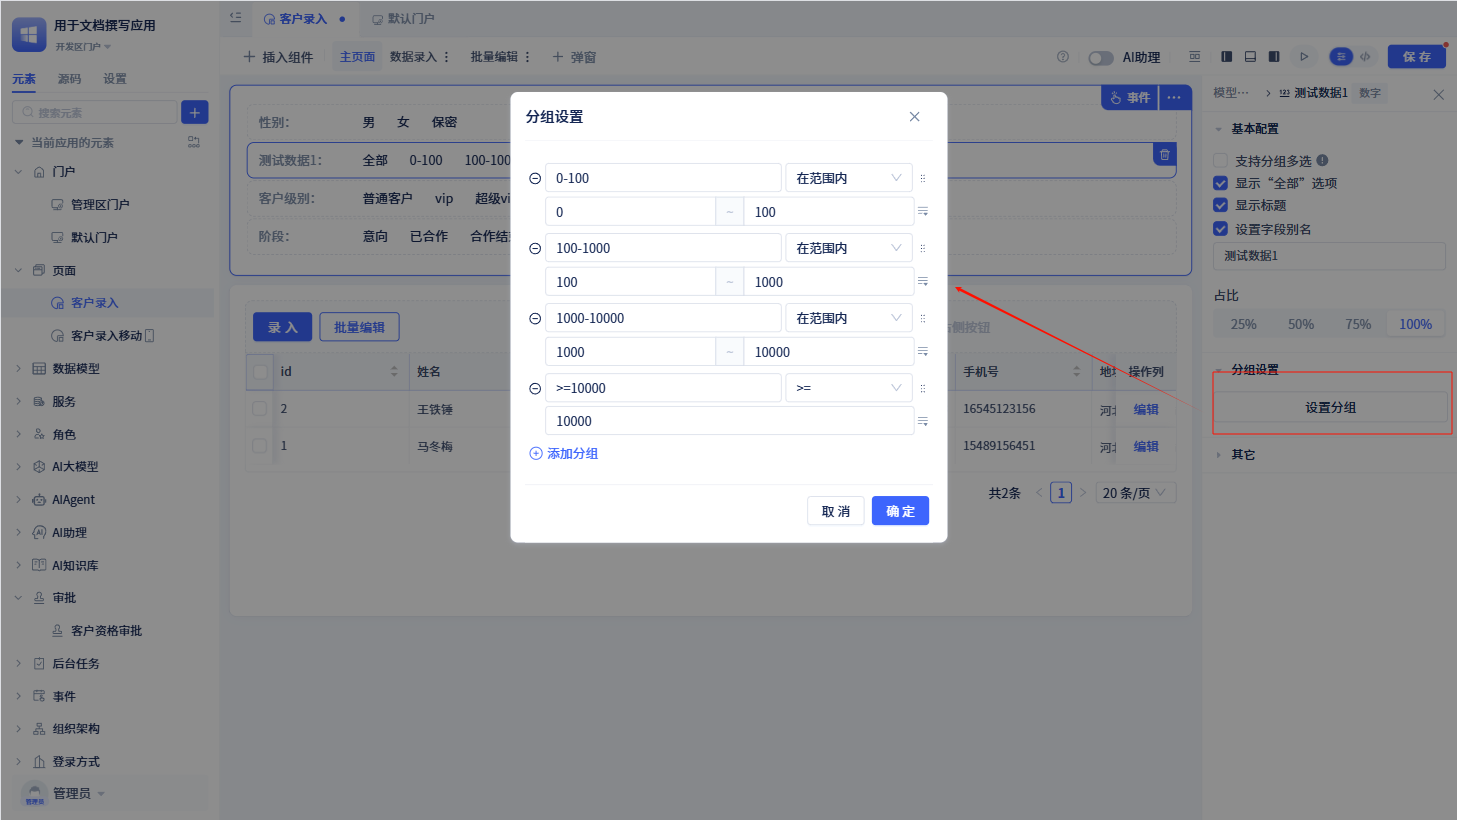 用于文档撰写应用
开发区门户
元素 源码 设置
搜索元素
当前应用的元素
门户
管理区门户
默认门户
页面
客户录入
客户录入移动
数据模型
服务
角色
AI大模型
AIAgent
AI助理
AI知识库
审批
客户资格审批
后台任务
事件
组织架构
登录方式
管理员
管理员
客户录入 默认门户
插入组件 主页面 数据录入 批量编辑 弹窗
AI助理
保 存
事件
性别： 男 女 保密
测试数据1： 全部 0-100 100-100
客户级别： 普通客户 vip
阶段： 意向 已合作
录 入 批量编辑
侧按钮
id 姓名 手机号 操作列
2 王铁锤 16545123156 编辑
1 马冬梅 15489156451 编辑
共2条 1 20 条/页
分组设置
0-100 在范围内
0 ~ 100
100-1000 在范围内
100 ~ 1000
1000-10000 在范围内
1000 ~ 10000
>=10000 >=
10000
添加分组
取 消 确 定
模型… > 测试数据1 数字
基本配置
支持分组多选
显示“全部”选项
显示标题
设置字段别名
测试数据1
占比
25% 50% 75% 100%
分组设置
设置分组
其它